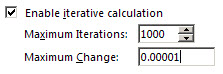 Enable iterative calculation
Maximum Iterations: 1000
Maximum Change: 0.00001